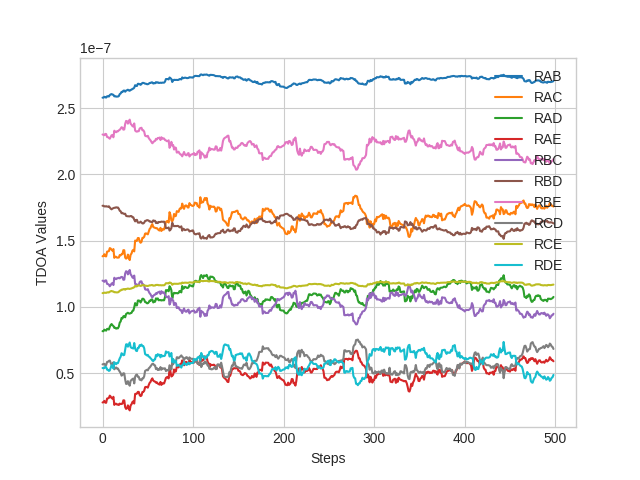 1e−7
2.5
2.0
1.5
1.0
0.5
TDOA Values
0
100
200
300
400
500
Steps
RAB
RAC
RAD
RAE
RBC
RBD
RBE
RCD
RCE
RDE